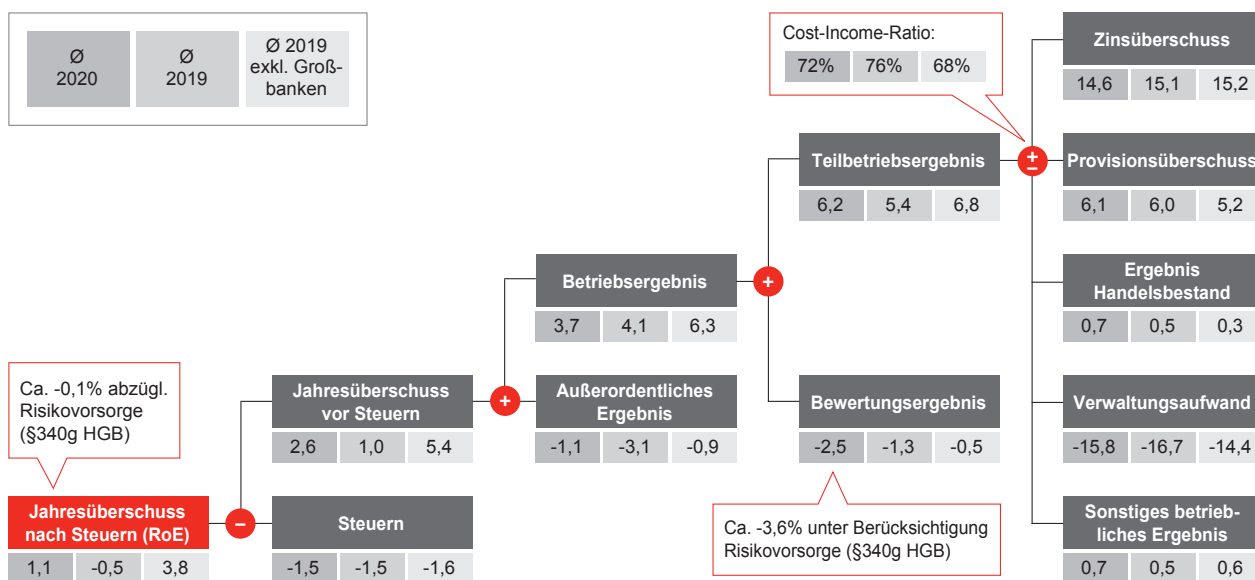 Ø
2020
Ø
2019
Ø 2019
exkl. Groß-
banken
Cost-Income-Ratio:
72% 76% 68%
Zinsüberschuss
14,6 15,1 15,2
Teilbetriebsergebnis
6,2 5,4 6,8
+
−
Provisionsüberschuss
6,1 6,0 5,2
Betriebsergebnis
3,7 4,1 6,3
+
Ergebnis
Handelsbestand
0,7 0,5 0,3
Ca. -0,1% abzügl.
Risikovorsorge
(§340g HGB)
Jahresüberschuss
vor Steuern
2,6 1,0 5,4
+
Außerordentliches
Ergebnis
-1,1 -3,1 -0,9
Bewertungsergebnis
-2,5 -1,3 -0,5
Verwaltungsaufwand
-15,8 -16,7 -14,4
Jahresüberschuss
nach Steuern (RoE)
1,1 -0,5 3,8
−
Steuern
-1,5 -1,5 -1,6
Ca. -3,6% unter Berücksichtigung
Risikovorsorge (§340g HGB)
Sonstiges betrieb-
liches Ergebnis
0,7 0,5 0,6